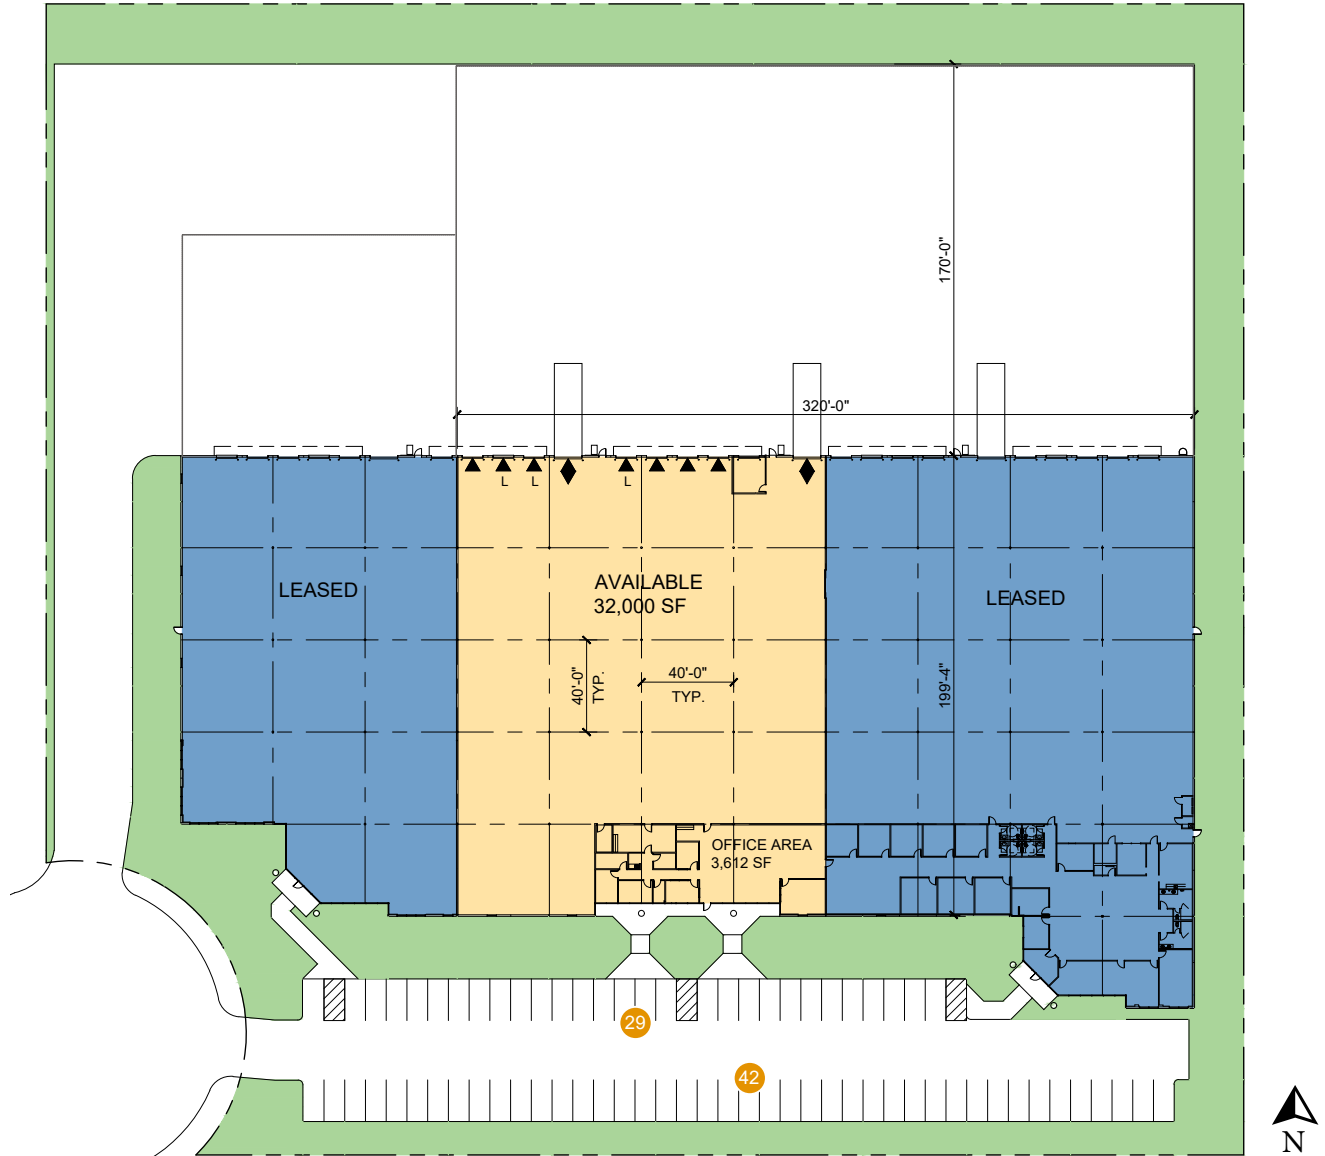 170'-0"
320'-0"
L
L
L
LEASED
AVAILABLE
32,000 SF
LEASED
40'-0"
TYP.
40'-0"
TYP.
199'-4"
OFFICE AREA
3,612 SF
29
42
N